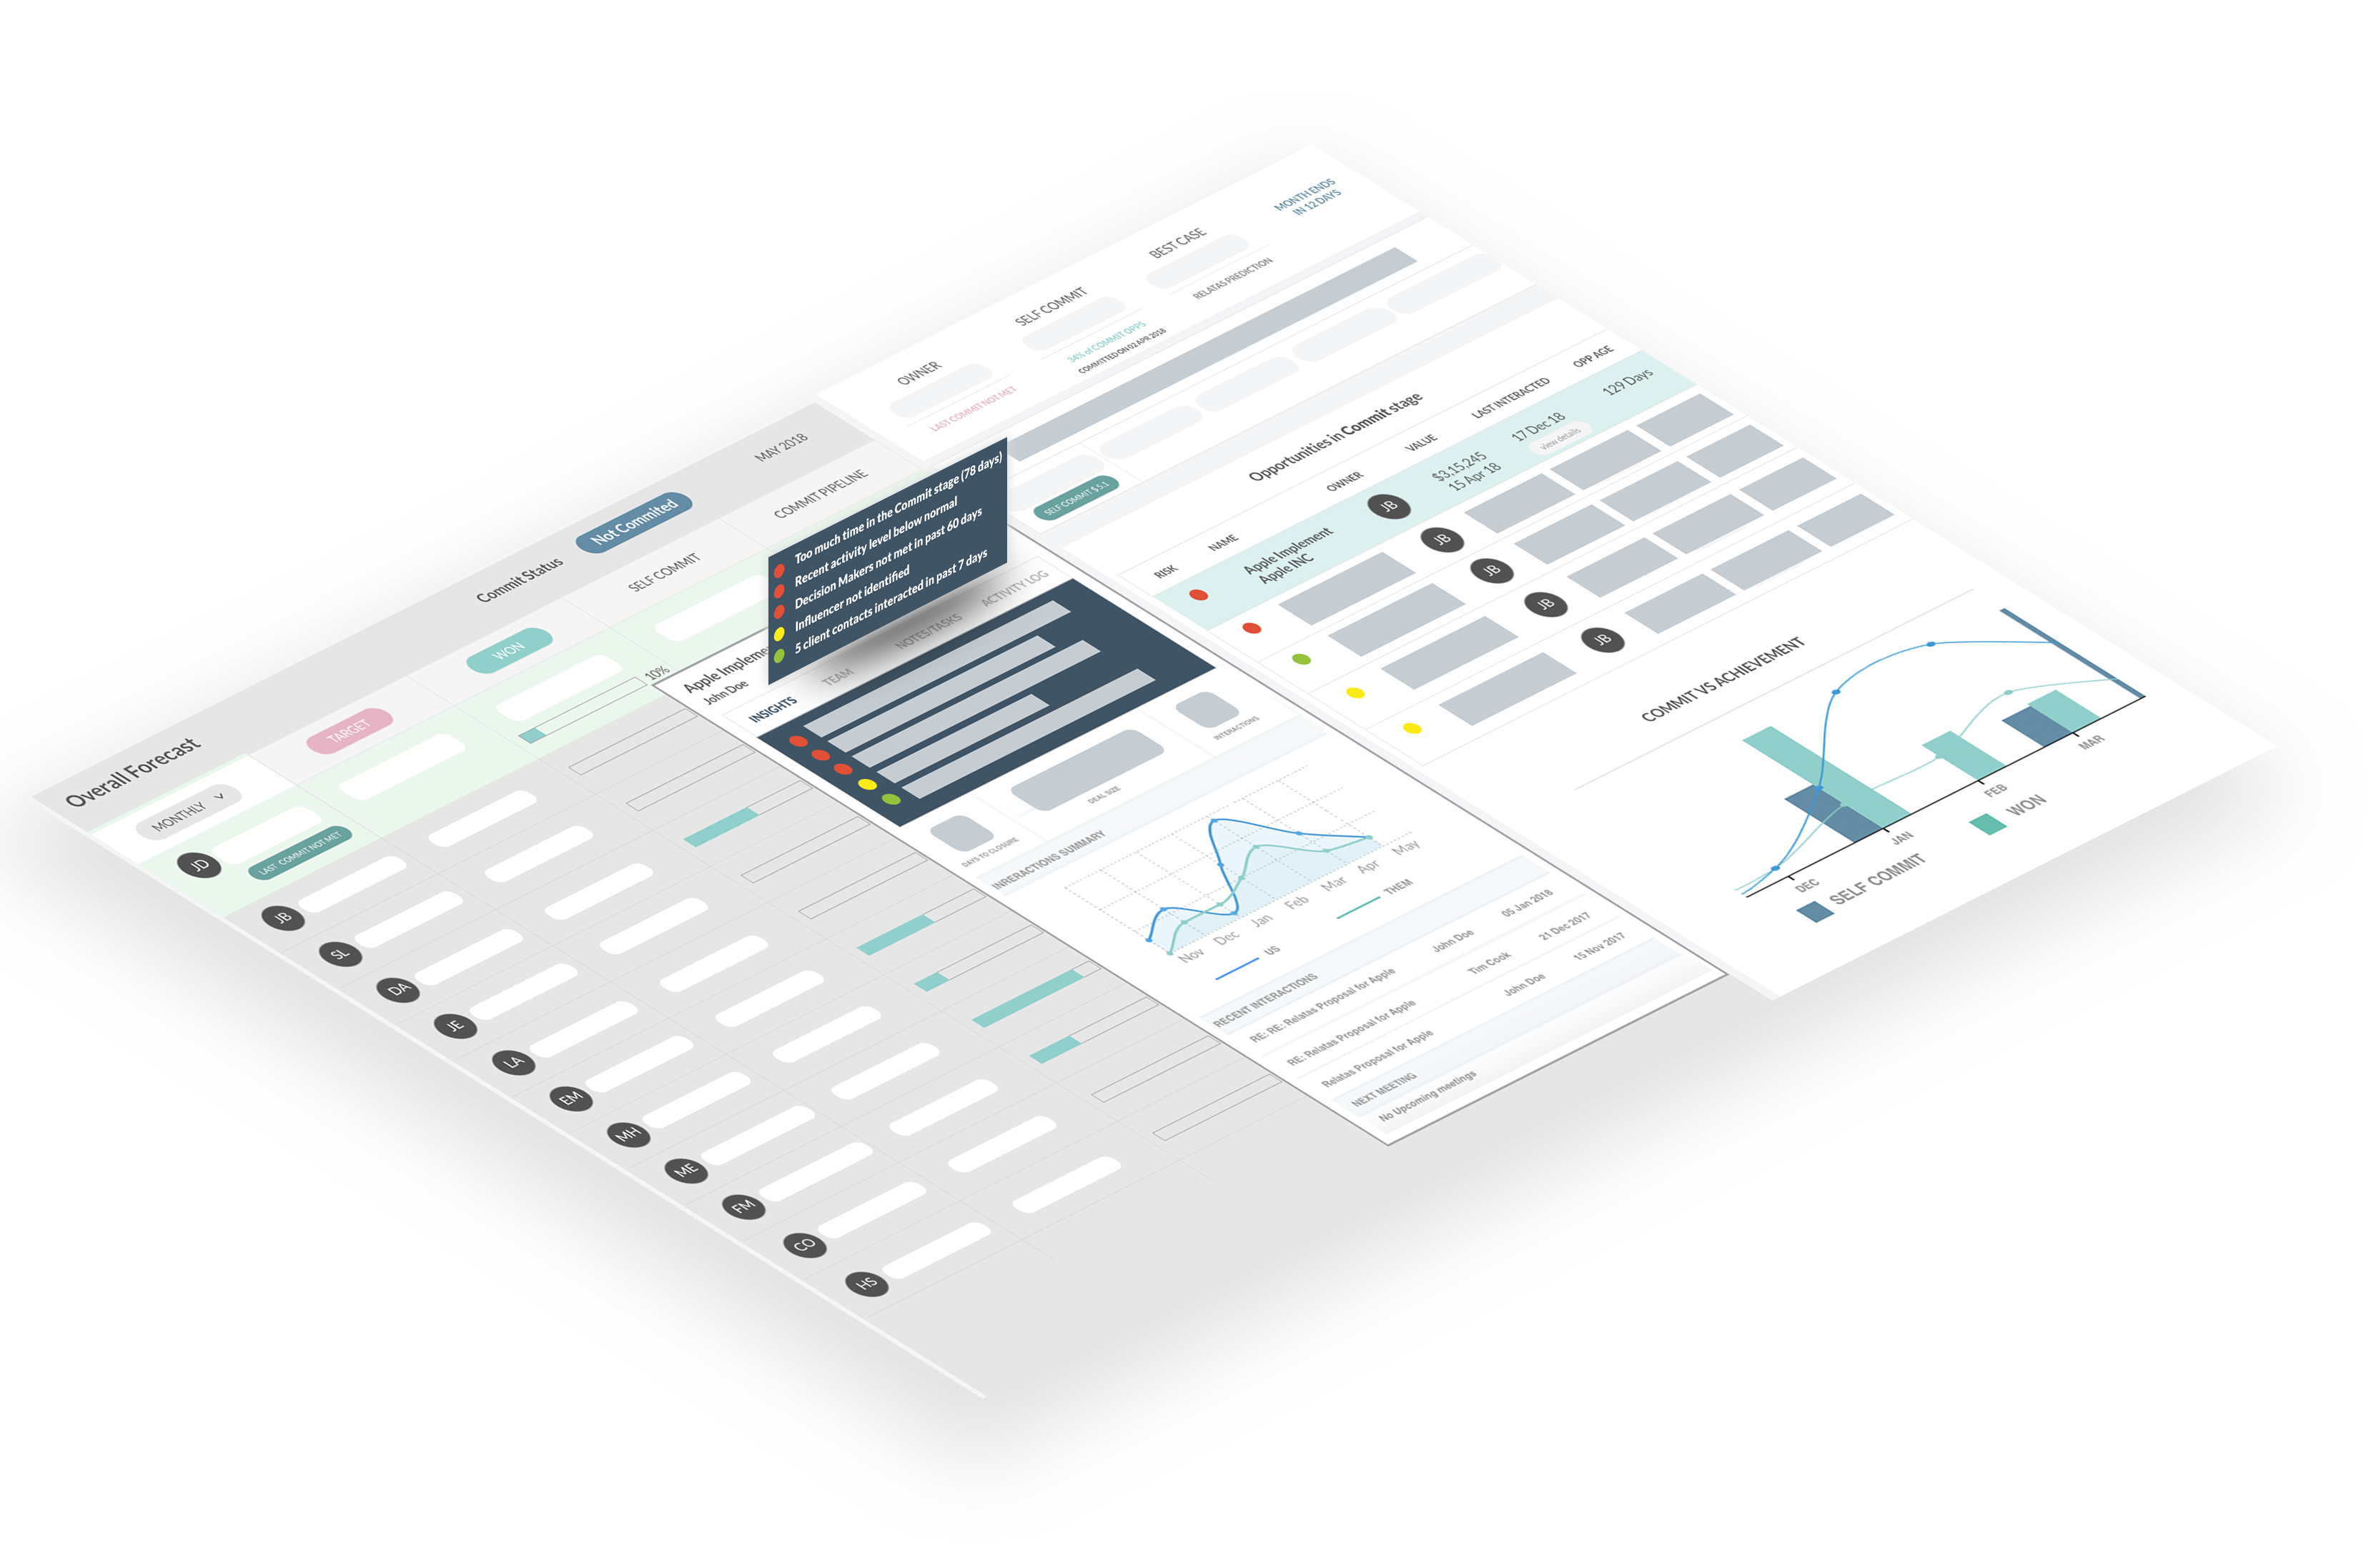 Overall Forecast
Commit Status
Not Commited
MAY 2018
MONTHLY
TARGET
WON
SELF COMMIT
COMMIT PIPELINE
JD
LAST COMMIT NOT MET
10%
JB
SL
DA
JE
LA
EM
MH
ME
FM
CO
HS
Too much time in the Commit stage (78 days)
Recent activity level below normal
Decision Makers not met in past 60 days
Influencer not identified
5 client contacts interacted in past 7 days
Apple Implemen
John Doe
INSIGHTS
TEAM
NOTES/TASKS
ACTIVITY LOG
DAYS TO CLOSURE
DEAL SIZE
INTERACTIONS
INRERACTIONS SUMMARY
Nov
Dec
Jan
Feb
Mar
Apr
May
US
THEM
RECENT INTERACTIONS
RE: RE: Relatas Proposal for Apple
John Doe
05 Jan 2018
RE: Relatas Proposal for Apple
Tim Cook
21 Dec 2017
Relatas Proposal for Apple
John Doe
15 Nov 2017
NEXT MEETING
No Upcoming meetings
OWNER
SELF COMMIT
BEST CASE
MONTH ENDS
IN 12 DAYS
LAST COMMIT NOT MET
34% of COMMIT OPPS
COMMITTED ON 02 APR 2018
RELATAS PREDICTION
SELF COMMIT $ 5.1
Opportunities in Commit stage
RISK
NAME
OWNER
VALUE
LAST INTERACTED
OPP AGE
Apple Implement
Apple INC
JB
$3,15,245
15 Apr 18
17 Dec 18
view details
129 Days
JB
JB
JB
JB
COMMIT VS ACHIEVEMENT
DEC
JAN
FEB
MAR
SELF COMMIT
WON